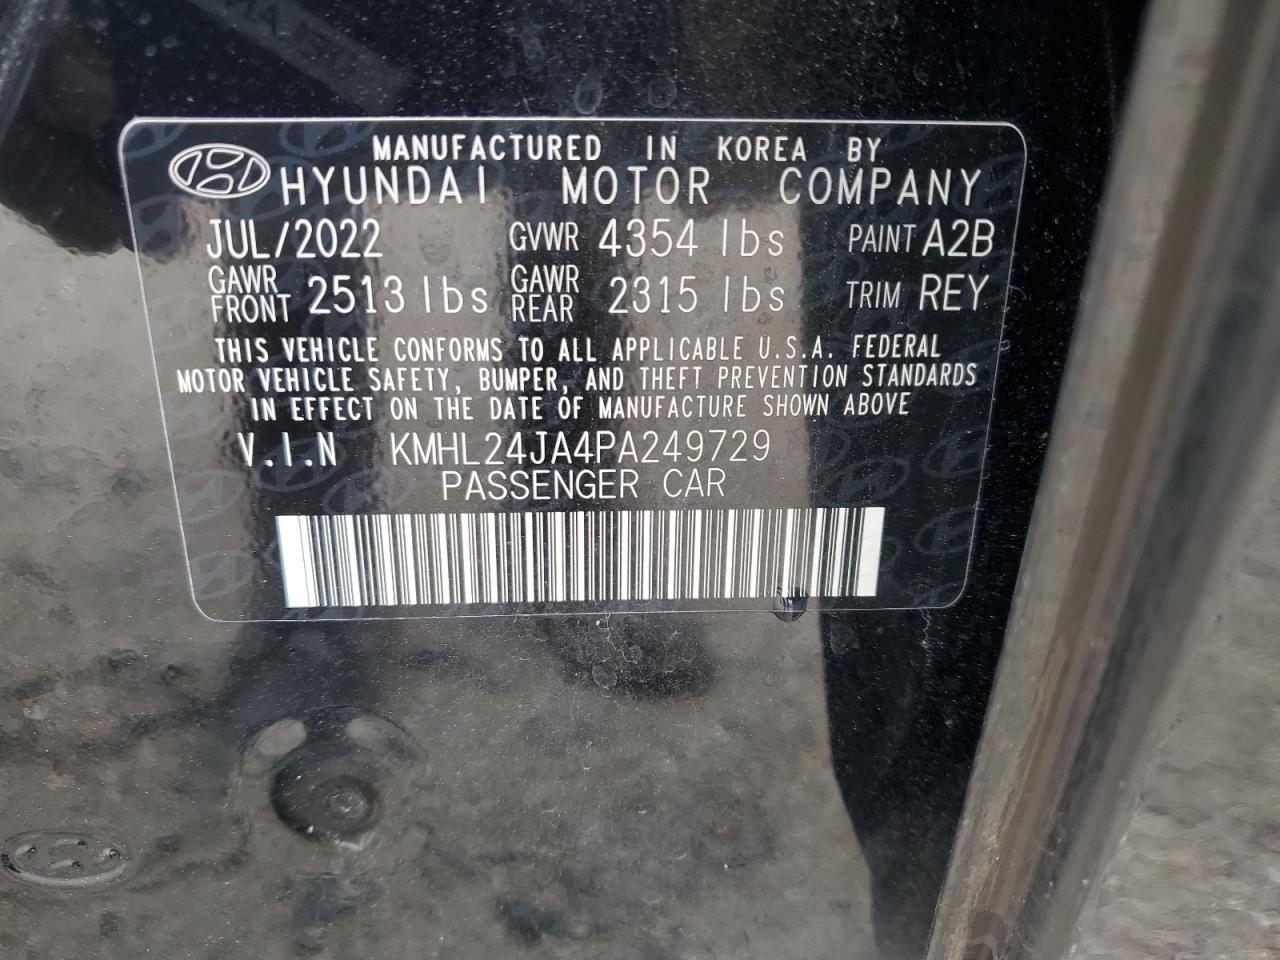 MANUFACTURED IN KOREA BY
HYUNDAI MOTOR COMPANY
JUL/2022 GVWR 4354 lbs PAINT A2B
GAWR FRONT 2513 lbs GAWR REAR 2315 lbs TRIM REY
THIS VEHICLE CONFORMS TO ALL APPLICABLE U.S.A. FEDERAL
MOTOR VEHICLE SAFETY, BUMPER, AND THEFT PREVENTION STANDARDS
IN EFFECT ON THE DATE OF MANUFACTURE SHOWN ABOVE
V.I.N KMHL24JA4PA249729
PASSENGER CAR